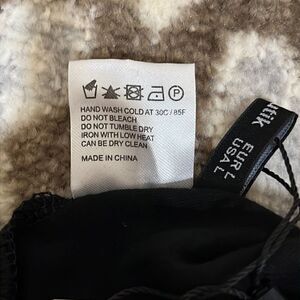 HAND WASH COLD AT 30C / 85F
DO NOT BLEACH
DO NOT TUMBLE DRY
IRON WITH LOW HEAT
CAN BE DRY CLEAN
MADE IN CHINA
EUR L
USA L